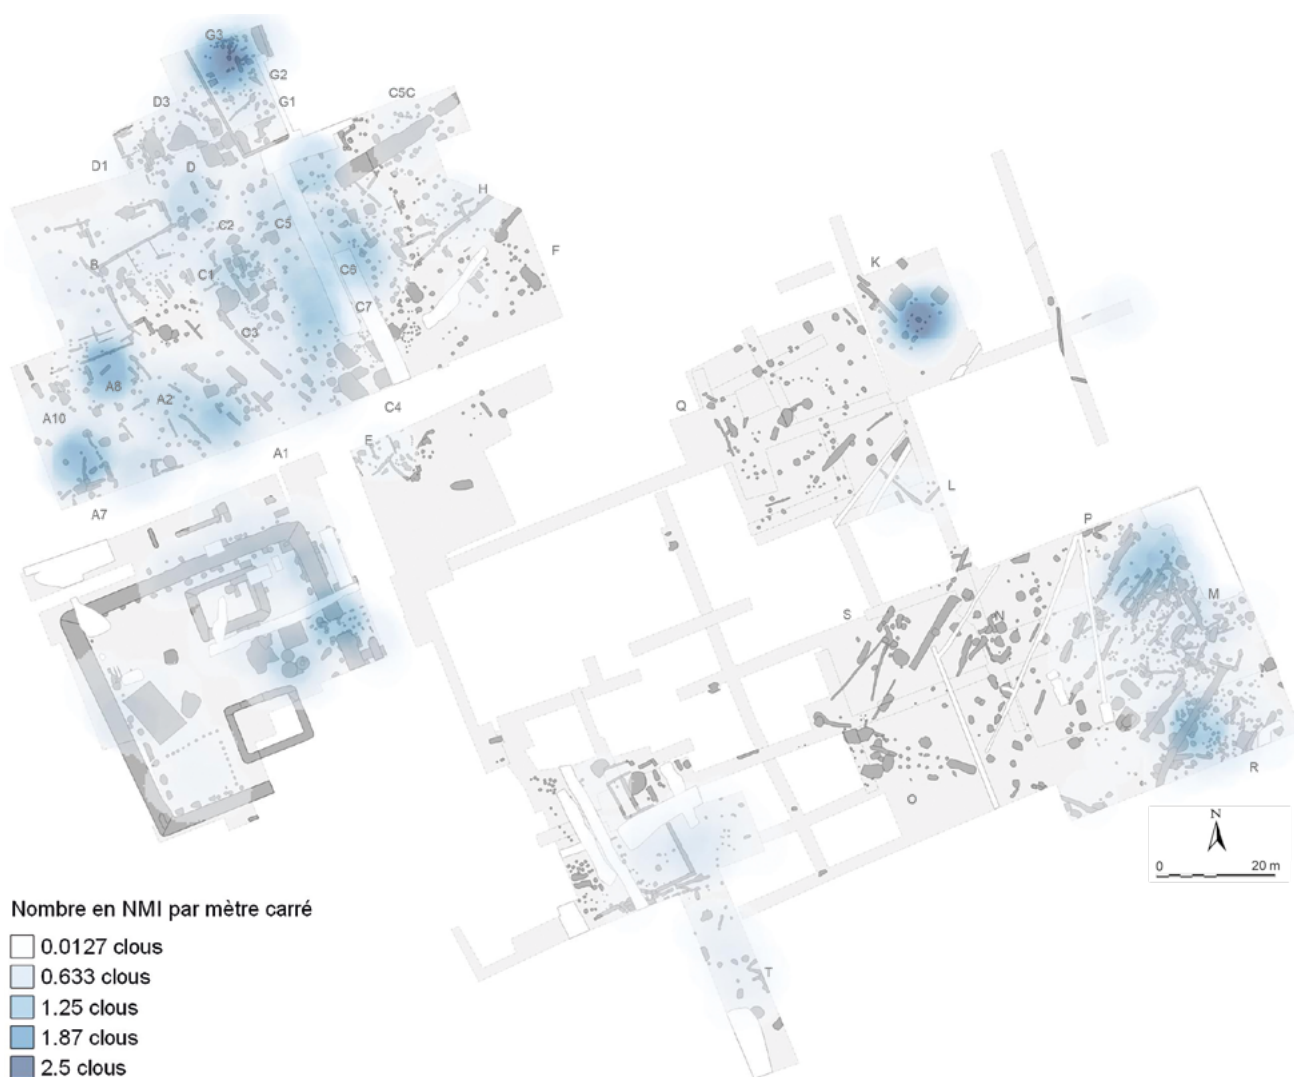 G3
G2
D3
G1
C5C
D1
D
H
C2
C5
F
B
C1
C6
K
C7
C3
A8
A2
Q
A10
C4
E
A1
L
A7
P
M
S
N
R
O
N
0 20 m
T
Nombre en NMI par mètre carré
0.0127 clous
0.633 clous
1.25 clous
1.87 clous
2.5 clous